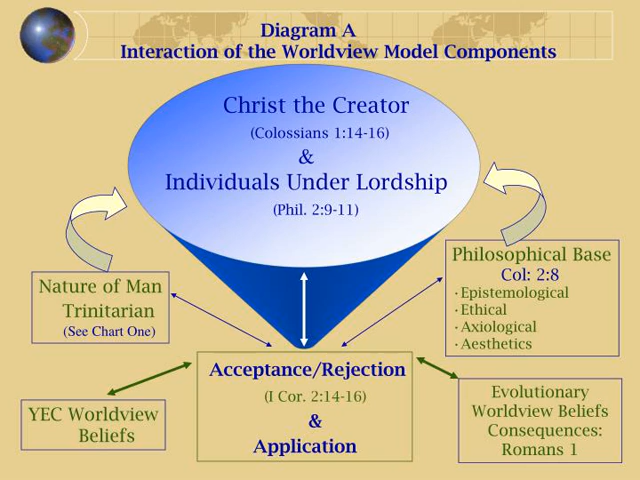 Diagram A
Interaction of the Worldview Model Components
Christ the Creator
(Colossians 1:14-16)
&
Individuals Under Lordship
(Phil. 2:9-11)
Nature of Man
Trinitarian
(See Chart One)
Philosophical Base
Col: 2:8
·Epistemological
·Ethical
·Axiological
·Aesthetics
Acceptance/Rejection
(I Cor. 2:14-16)
&
Application
YEC Worldview
Beliefs
Evolutionary
Worldview Beliefs
Consequences:
Romans 1